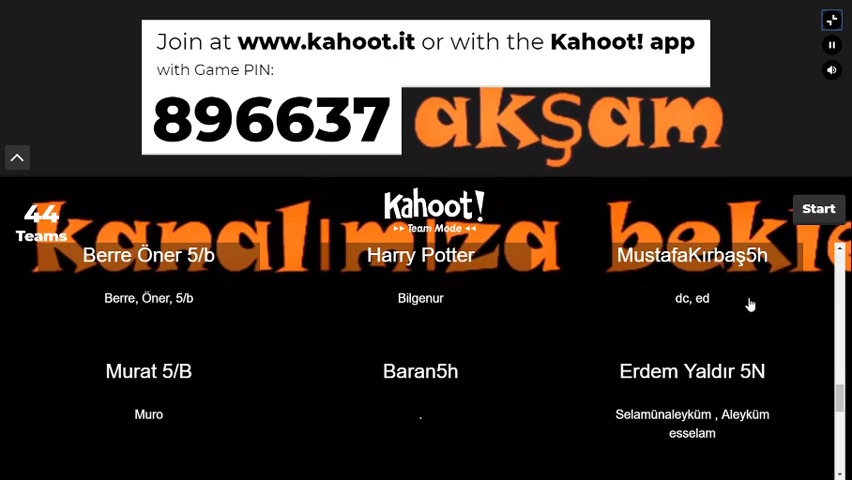 Join at www.kahoot.it or with the Kahoot! app
with Game PIN:
896637
akşam
44
Teams
Kahoot!
Team Mode
Start
kanalımıza bekle
Berre Öner 5/b
Harry Potter
MustafaKırbaş5h
Berre, Öner, 5/b
Bilgenur
dc, ed
Murat 5/B
Baran5h
Erdem Yaldır 5N
Muro
.
Selamünaleyküm , Aleyküm
esselam